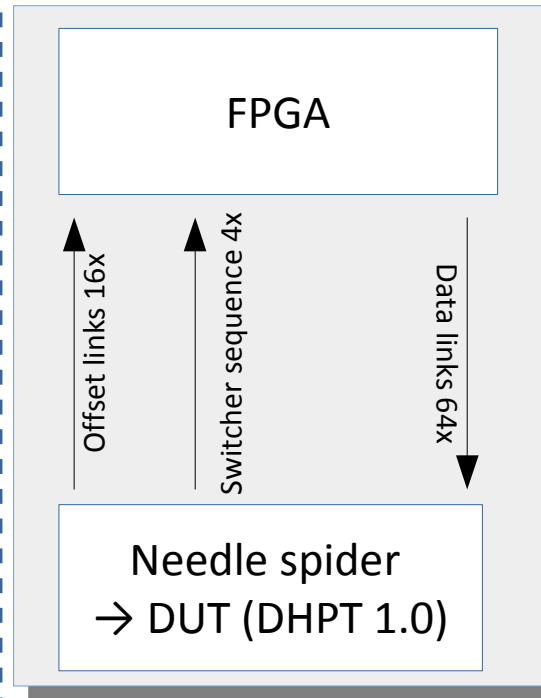 FPGA
Offset links 16x
Switcher sequence 4x
Data links 64x
Needle spider
→ DUT (DHPT 1.0)